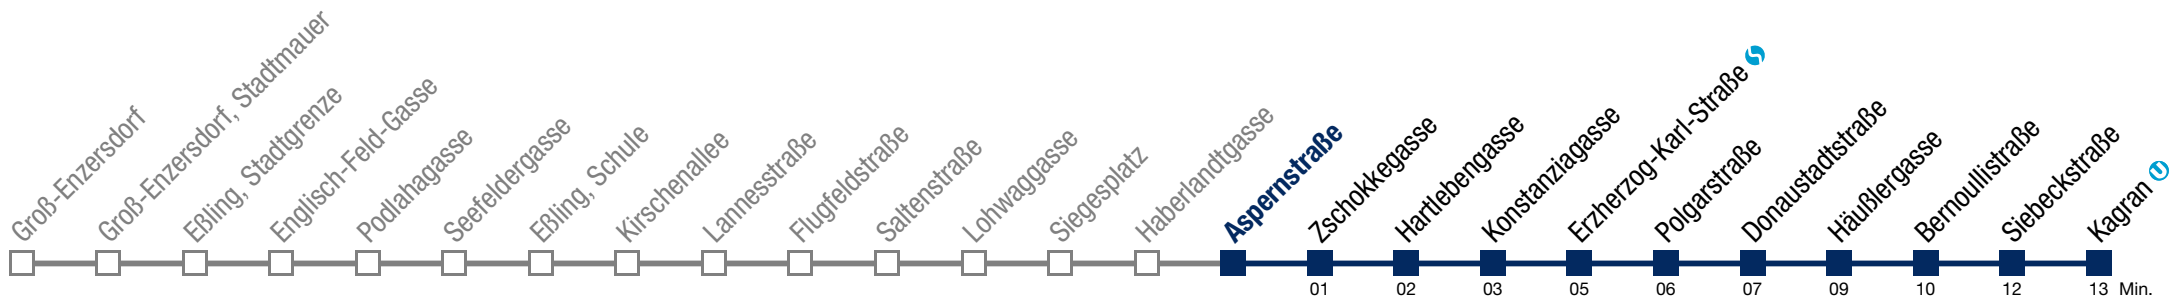 Groß-Enzersdorf
Groß-Enzersdorf, Stadtmauer
Eßling, Stadtgrenze
Englisch-Feld-Gasse
Podlahagasse
Seefeldergasse
Eßling, Schule
Kirschenallee
Lannesstraße
Flugfeldstraße
Saltenstraße
Lohwaggasse
Siegesplatz
Haberlandtgasse
Aspernstraße
Zschokkegasse
Hartlebengasse
Konstanziagasse
Erzherzog-Karl-Straße S
Polgarstraße
Donaustadtstraße
Häußlergasse
Bernoullistraße
Siebeckstraße
Kagran U
01 02 03 05 06 07 09 10 12 13 Min.